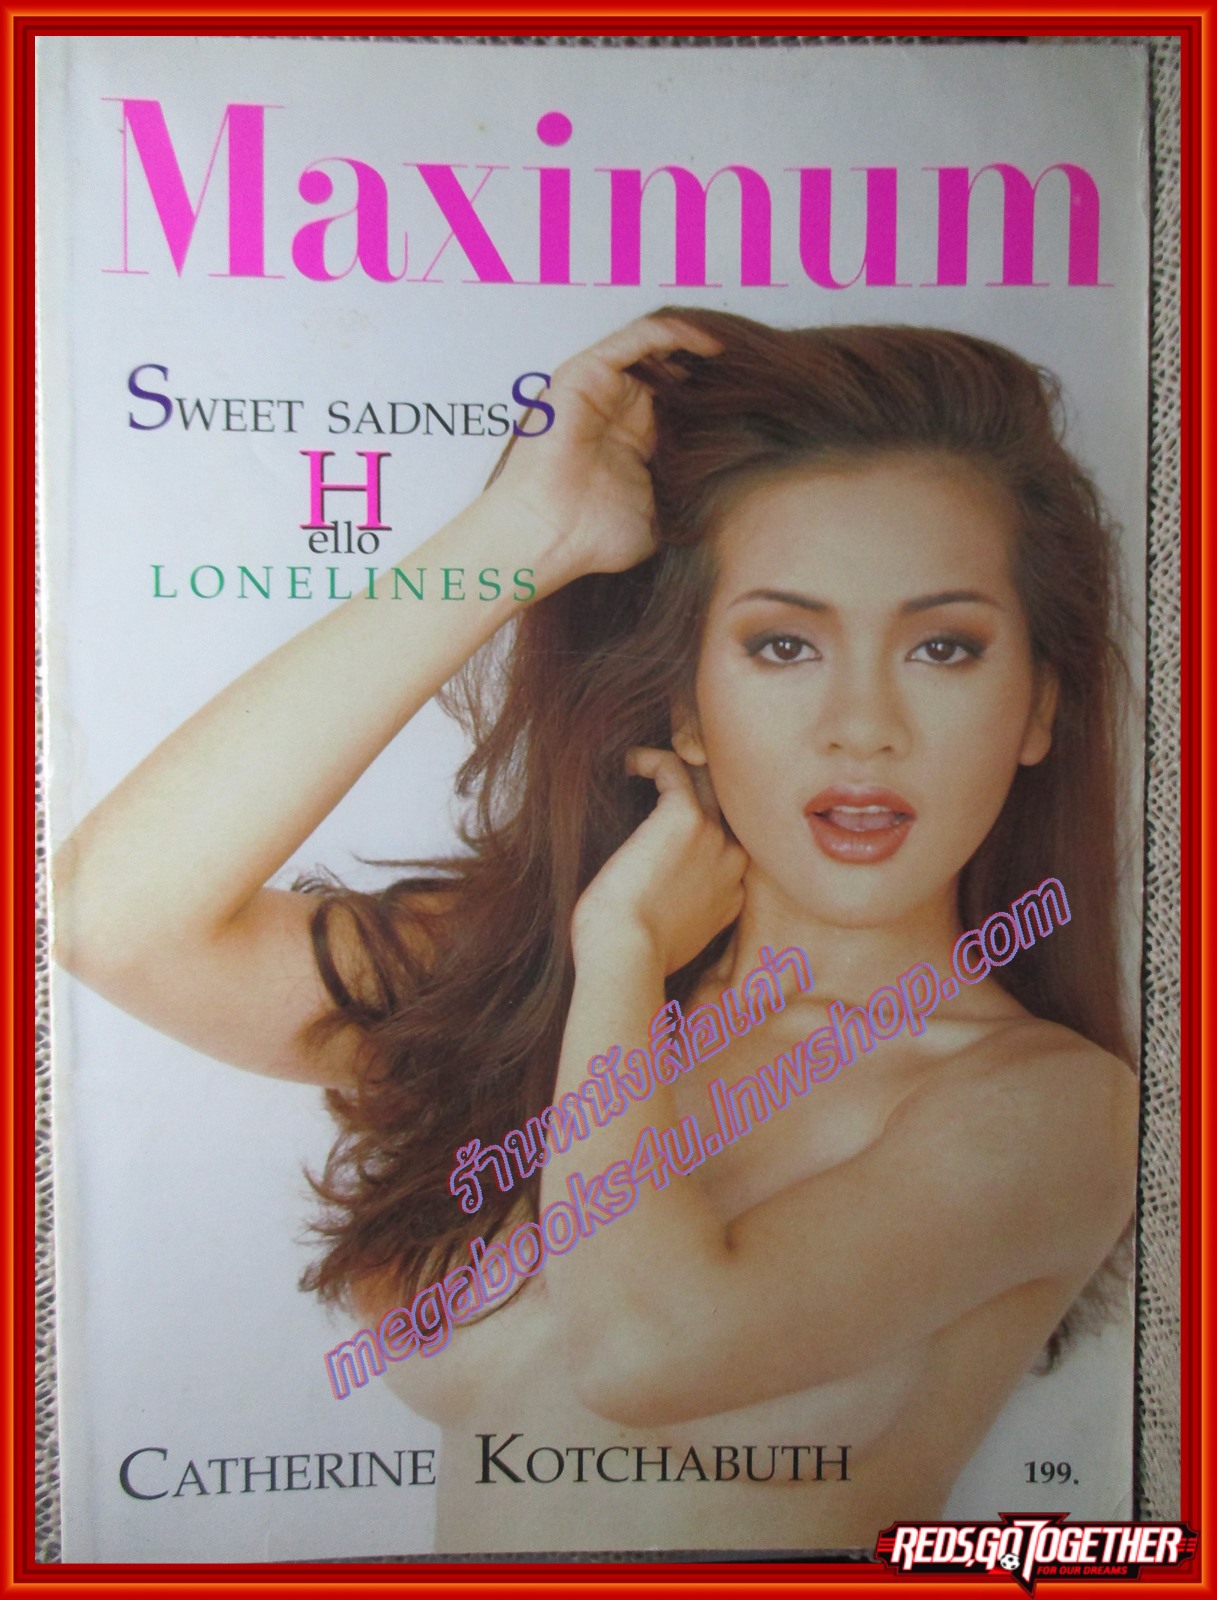 Maximum
SWEET SADNESS
Hello
LONELINESS
ร้านหนังสือเก่า
megabooks4u.lnwshop.com
CATHERINE KOTCHABUTH
199.
REDS,GO TOGETHER
FOR OUR DREAMS